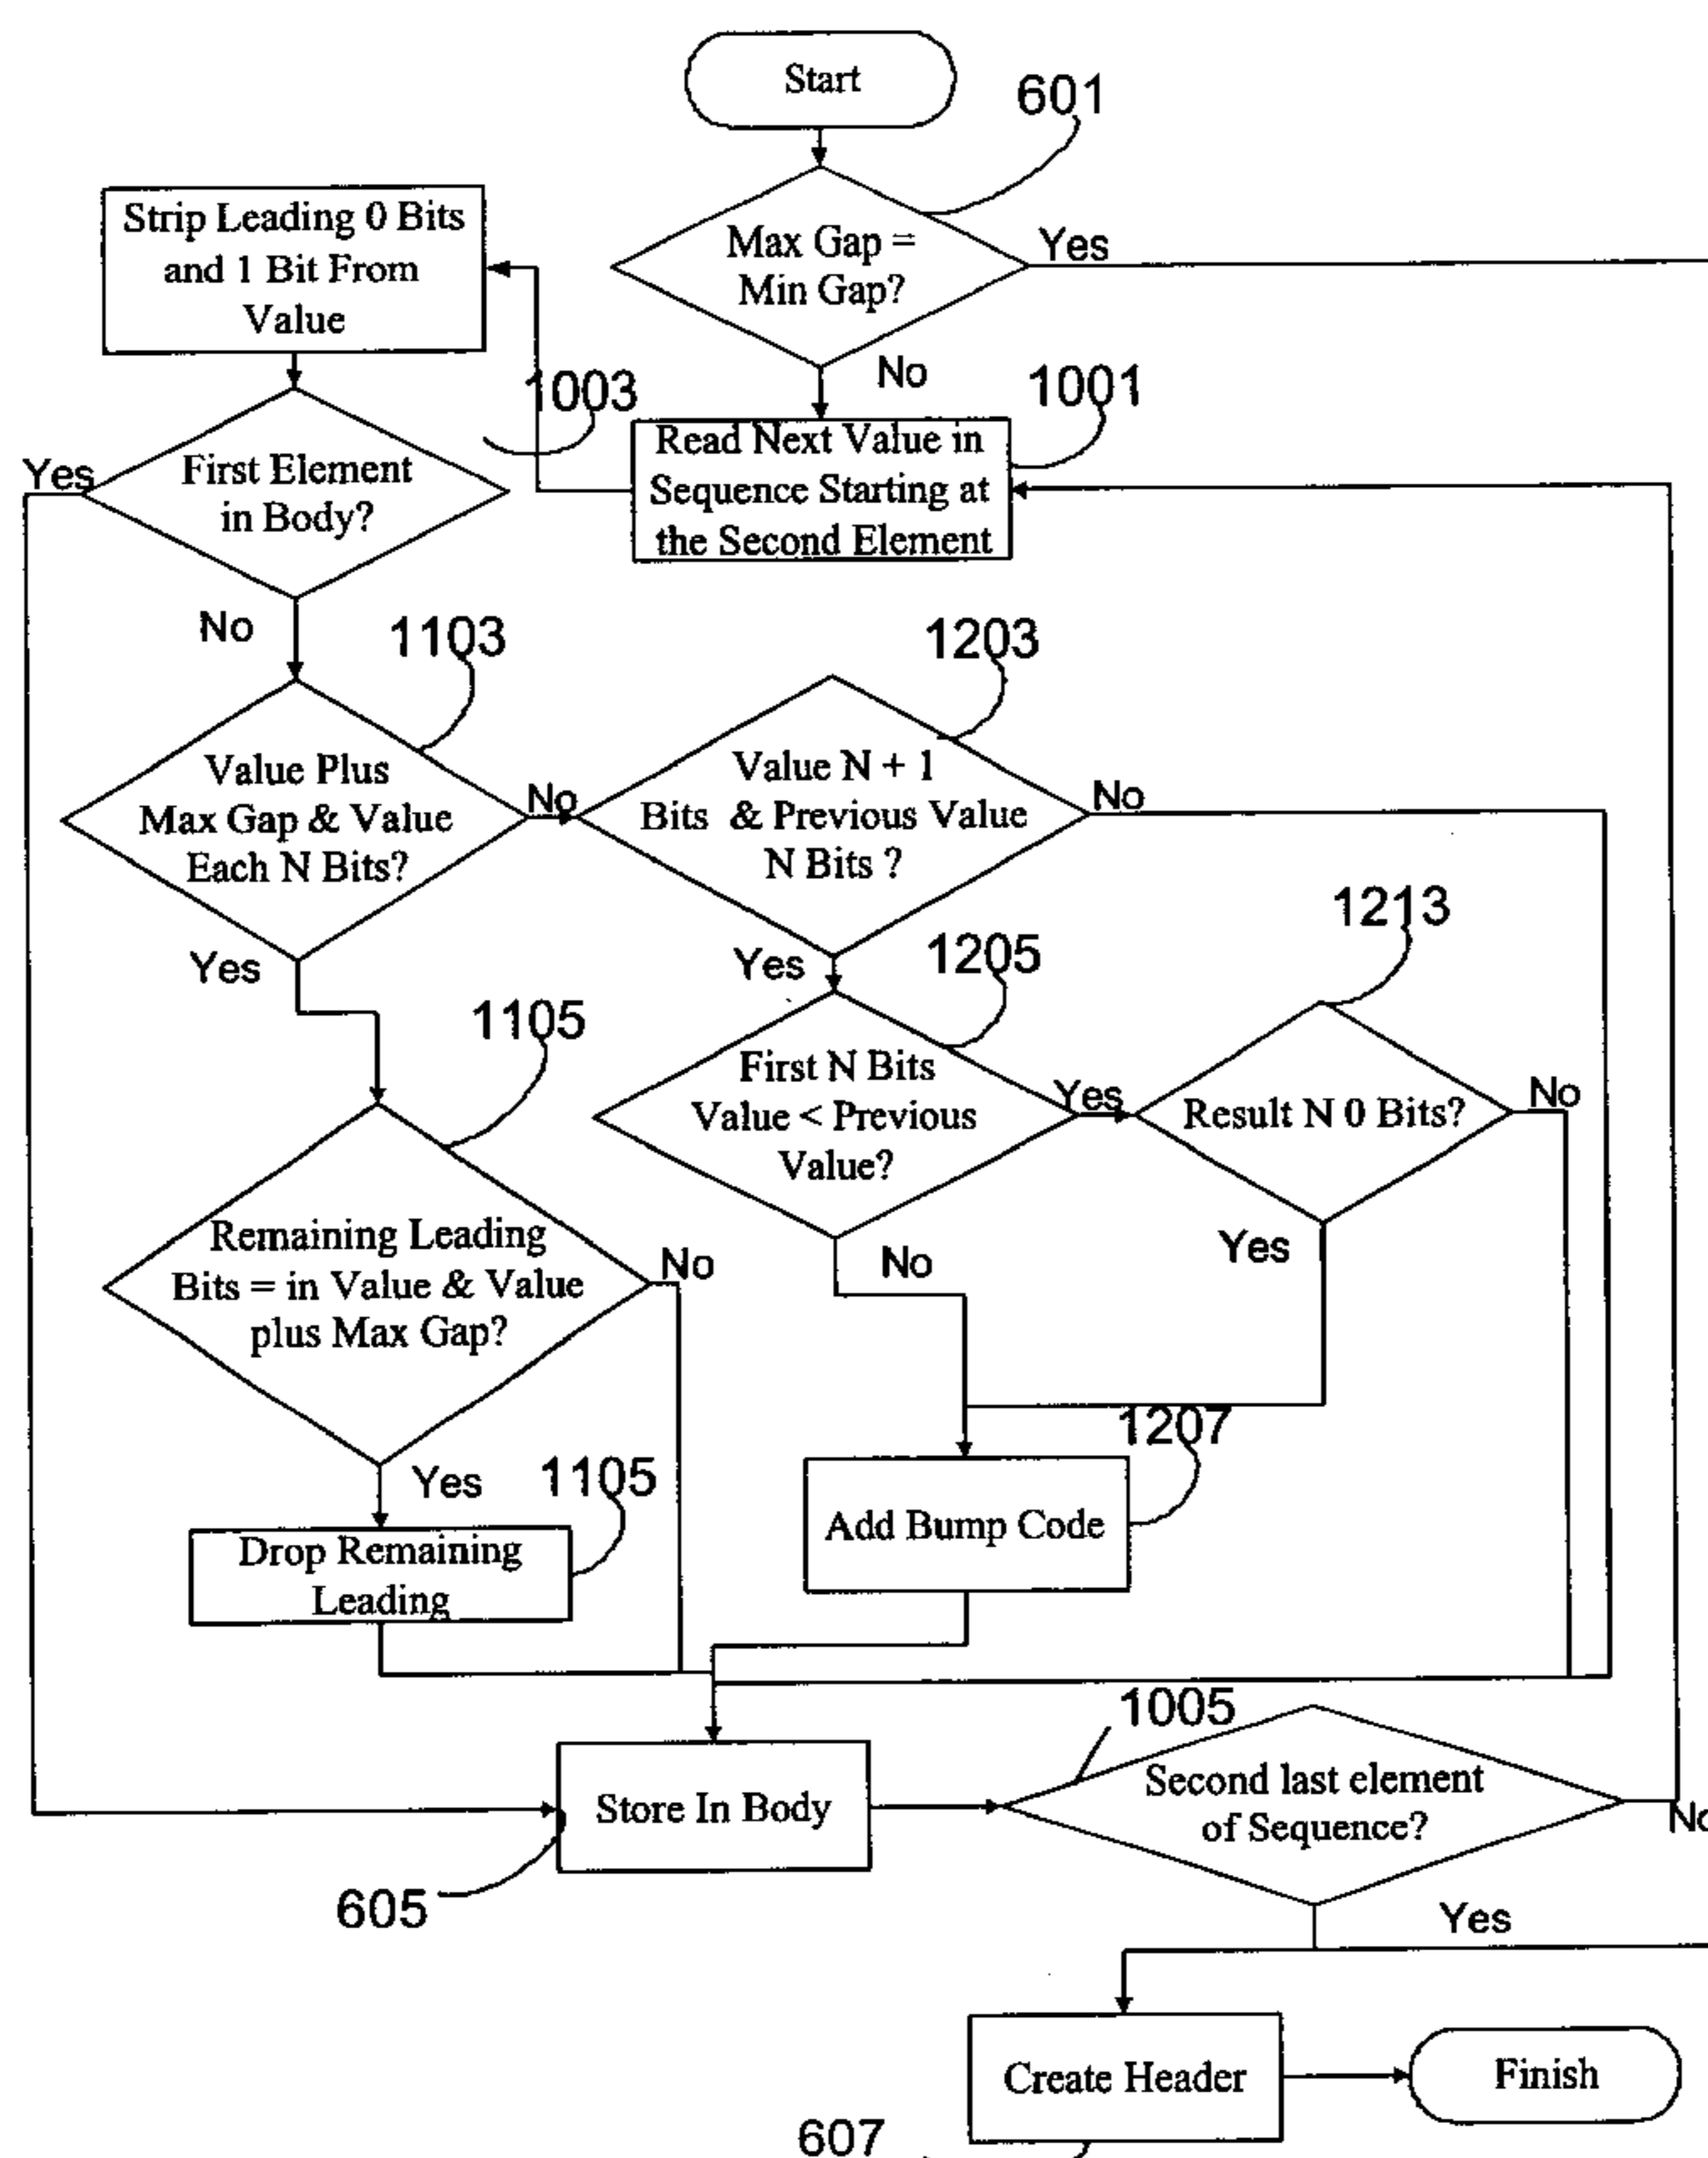 Start
601
Max Gap =
Min Gap?
Yes
No
Strip Leading 0 Bits
and 1 Bit From
Value
1003
1001
Read Next Value in
Sequence Starting at
the Second Element
First Element
in Body?
Yes
No
1103
Value Plus
Max Gap & Value
Each N Bits?
No
Yes
1203
Value N + 1
Bits & Previous Value
N Bits ?
No
Yes
1205
First N Bits
Value < Previous
Value?
Yes
No
1213
Result N 0 Bits?
No
Yes
1105
Remaining Leading
Bits = in Value & Value
plus Max Gap?
No
Yes
1105
Drop Remaining
Leading
1207
Add Bump Code
605
Store In Body
1005
Second last element
of Sequence?
No
Yes
Create Header
607
Finish